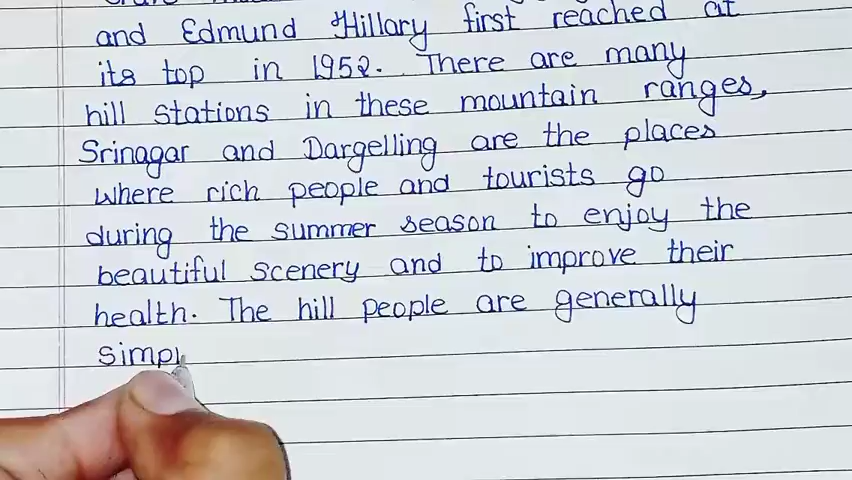 and Edmund Hillary first reached at
its top in 1952. There are many
hill stations in these mountain ranges,
Srinagar and Dargelling are the places
where rich people and tourists go
during the summer season to enjoy the
beautiful scenery and to improve their
health. The hill people are generally
simpl